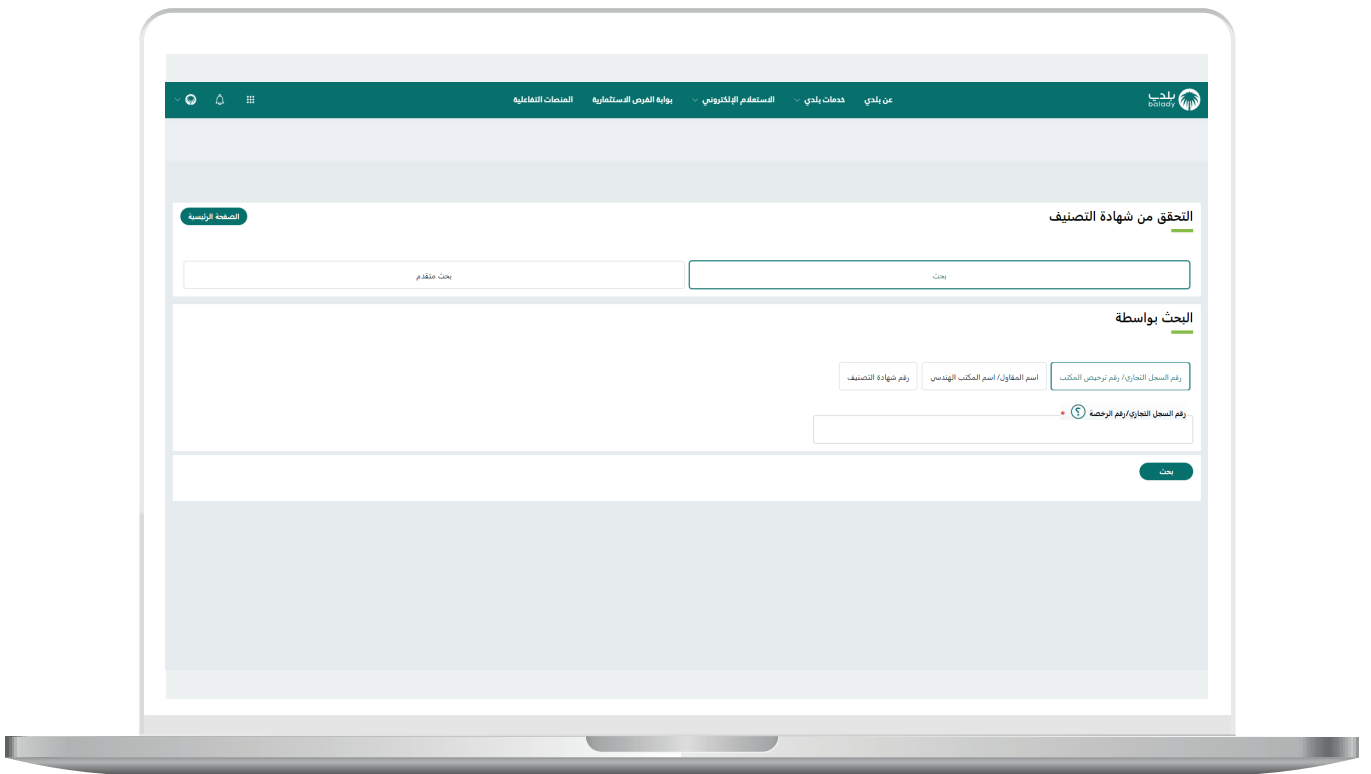 بلدي
balady
عن بلدي
خدمات بلدي
الاستعلام الإلكتروني
بوابة الفرص الاستثمارية
المنصات التفاعلية
التحقق من شهادة التصنيف
الصفحة الرئيسية
بحث
بحث متقدم
البحث بواسطة
رقم السجل التجاري/ رقم ترخيص المكتب
اسم المقاول/ اسم المكتب الهندسي
رقم شهادة التصنيف
رقم السجل التجاري/رقم الرخصة ؟ *
بحث